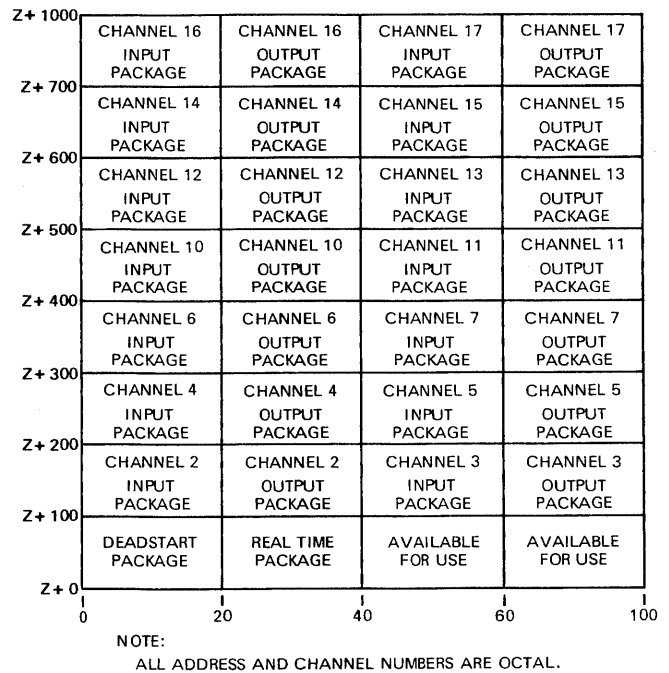 Z+ 1000
CHANNEL 16 CHANNEL 16 CHANNEL 17 CHANNEL 17
INPUT OUTPUT INPUT OUTPUT
PACKAGE PACKAGE PACKAGE PACKAGE
Z+ 700
CHANNEL 14 CHANNEL 14 CHANNEL 15 CHANNEL 15
INPUT OUTPUT INPUT OUTPUT
PACKAGE PACKAGE PACKAGE PACKAGE
Z+ 600
CHANNEL 12 CHANNEL 12 CHANNEL 13 CHANNEL 13
INPUT OUTPUT INPUT OUTPUT
PACKAGE PACKAGE PACKAGE PACKAGE
Z+ 500
CHANNEL 10 CHANNEL 10 CHANNEL 11 CHANNEL 11
INPUT OUTPUT INPUT OUTPUT
PACKAGE PACKAGE PACKAGE PACKAGE
Z+ 400
CHANNEL 6 CHANNEL 6 CHANNEL 7 CHANNEL 7
INPUT OUTPUT INPUT OUTPUT
PACKAGE PACKAGE PACKAGE PACKAGE
Z+ 300
CHANNEL 4 CHANNEL 4 CHANNEL 5 CHANNEL 5
INPUT OUTPUT INPUT OUTPUT
PACKAGE PACKAGE PACKAGE PACKAGE
Z+ 200
CHANNEL 2 CHANNEL 2 CHANNEL 3 CHANNEL 3
INPUT OUTPUT INPUT OUTPUT
PACKAGE PACKAGE PACKAGE PACKAGE
Z+ 100
DEADSTART REAL TIME AVAILABLE AVAILABLE
PACKAGE PACKAGE FOR USE FOR USE
Z+ 0
0 20 40 60 100
NOTE:
ALL ADDRESS AND CHANNEL NUMBERS ARE OCTAL.